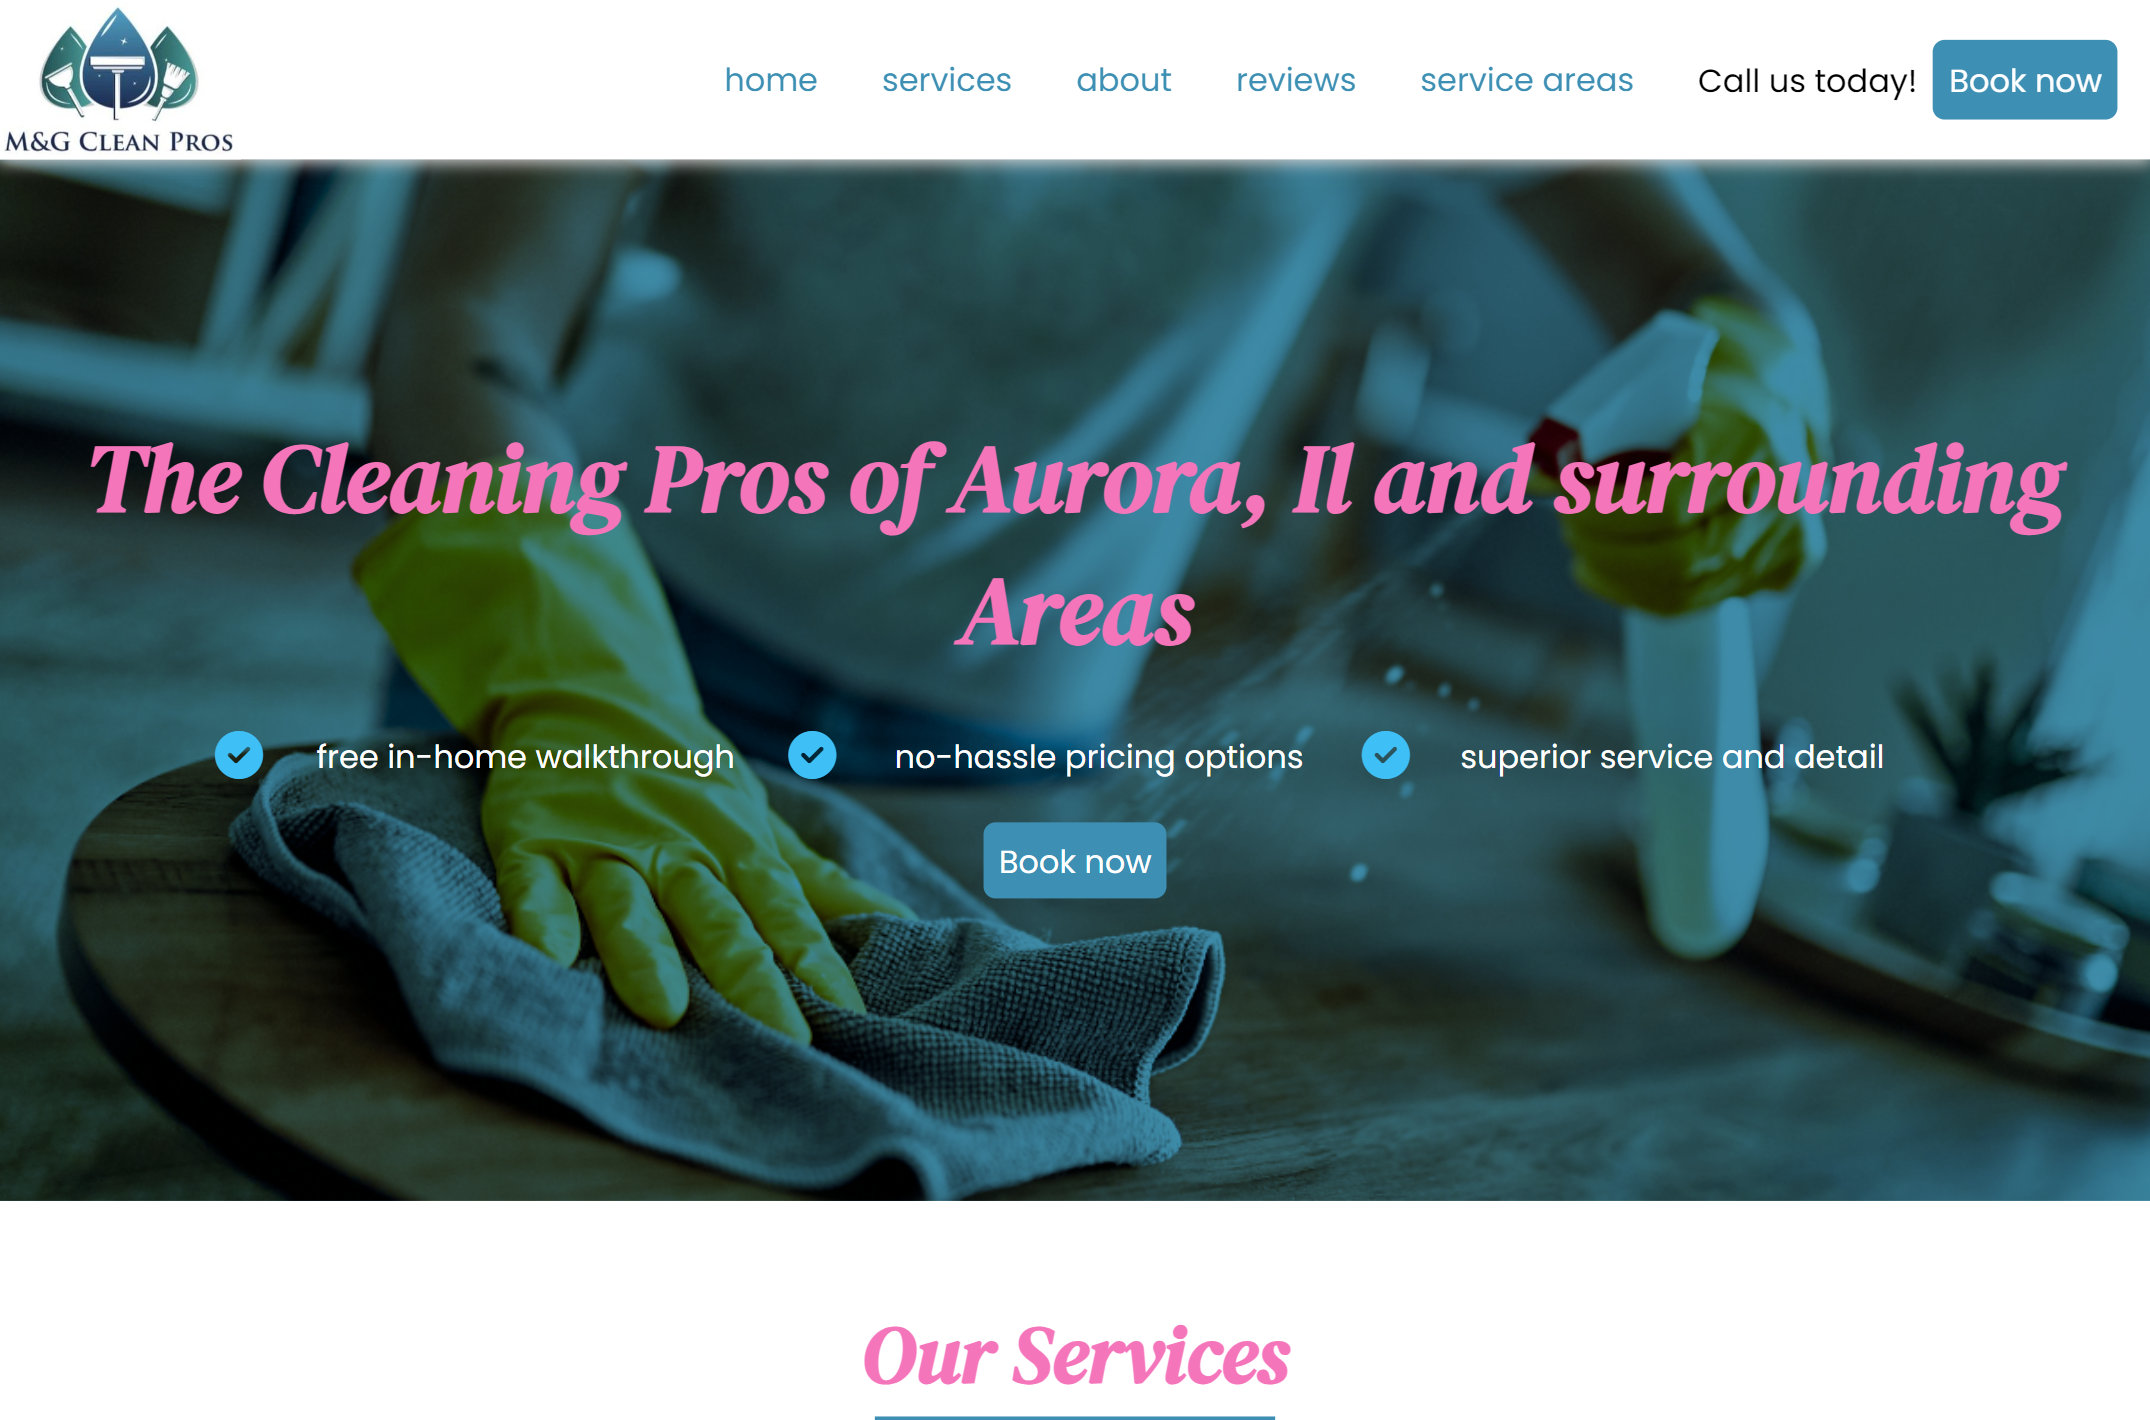 M&G CLEAN PROS
home services about reviews service areas Call us today! Book now
The Cleaning Pros of Aurora, Il and surrounding
Areas
free in-home walkthrough no-hassle pricing options superior service and detail
Book now
Our Services